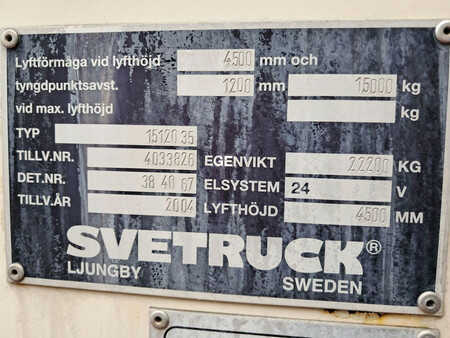 Lyftförmåga vid lyfthöjd 4500 mm och
tyngdpunktsavst. 1200 mm 15000 kg
vid max. lyfthöjd kg
TYP 15120 35
TILLV.NR. 4033826 EGENVIKT 22200 KG
DET.NR. 38 40 67 ELSYSTEM 24 V
TILLV.ÅR 2004 LYFTHÖJD 4500 MM
SVETRUCK®
LJUNGBY SWEDEN